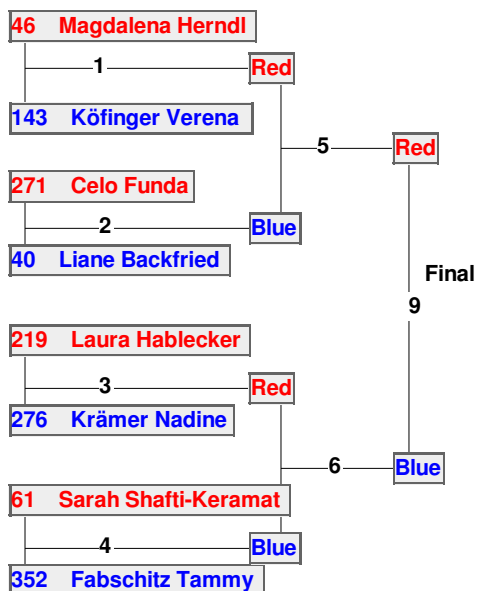 46 Magdalena Herndl
1 Red
143 Köfinger Verena
5 Red
271 Celo Funda
2 Blue
40 Liane Backfried
Final
9
219 Laura Hablecker
3 Red
276 Krämer Nadine
6 Blue
61 Sarah Shafti-Keramat
4 Blue
352 Fabschitz Tammy